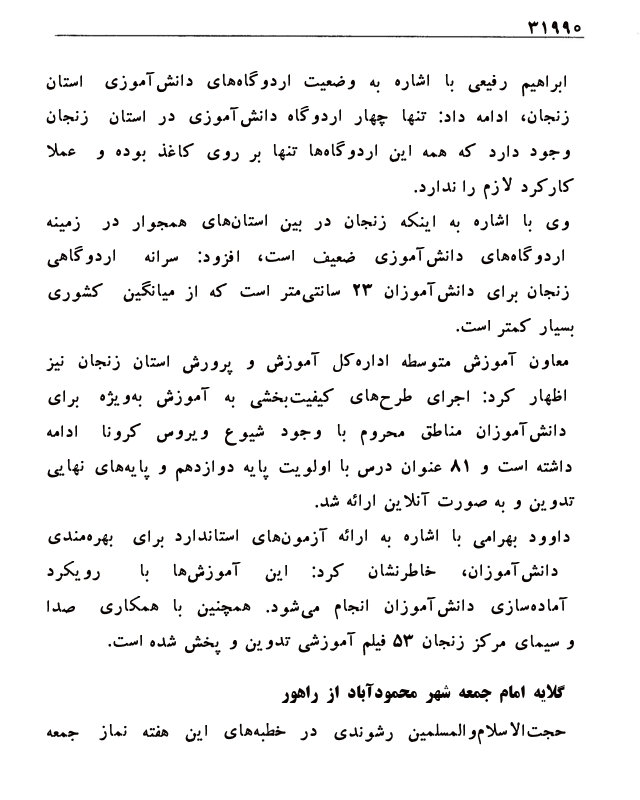 ۳۱۹۹۰
ابراهیم رفیعی با اشاره به وضعیت اردوگاه‌های دانش‌آموزی استان
زنجان، ادامه داد: تنها چهار اردوگاه دانش‌آموزی در استان زنجان
وجود دارد که همه این اردوگاه‌ها تنها بر روی کاغذ بوده و عملا
کارکرد لازم را ندارد.
وی با اشاره به اینکه زنجان در بین استان‌های همجوار در زمینه
اردوگاه‌های دانش‌آموزی ضعیف است، افزود: سرانه اردوگاهی
زنجان برای دانش‌آموزان ۲۳ سانتی‌متر است که از میانگین کشوری
بسیار کمتر است.
معاون آموزش متوسطه اداره‌کل آموزش و پرورش استان زنجان نیز
اظهار کرد: اجرای طرح‌های کیفیت‌بخشی به آموزش به‌ویژه برای
دانش‌آموزان مناطق محروم با وجود شیوع ویروس کرونا ادامه
داشته است و ۸۱ عنوان درس با اولویت پایه دوازدهم و پایه‌های نهایی
تدوین و به صورت آنلاین ارائه شد.
داوود بهرامی با اشاره به ارائه آزمون‌های استاندارد برای بهره‌مندی
دانش‌آموزان، خاطرنشان کرد: این آموزش‌ها با رویکرد
آماده‌سازی دانش‌آموزان انجام می‌شود. همچنین با همکاری صدا
و سیمای مرکز زنجان ۵۳ فیلم آموزشی تدوین و پخش شده است.
گلایه امام جمعه شهر محمودآباد از راهور
حجت‌الاسلام‌والمسلمین رشوندی در خطبه‌های این هفته نماز جمعه